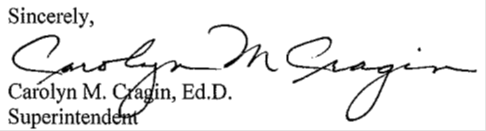 Sincerely,
Carolyn M Cragin
Carolyn M. Cragin, Ed.D.
Superintendent